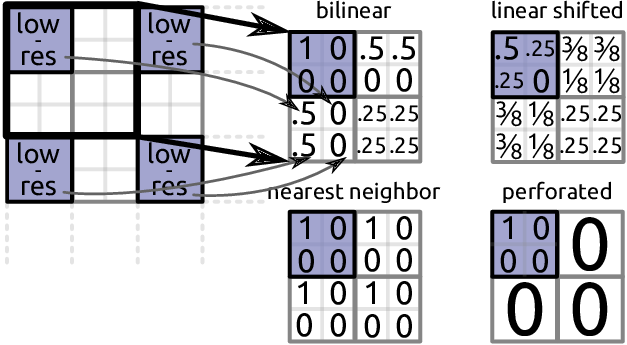 low
-
res
low
-
res
low
-
res
low
-
res
bilinear
1 0 .5 .5
0 0 0 0
.5 0 .25 .25
.5 0 .25 .25
linear shifted
.5 .25 ⅜ ⅜
.25 0 ⅛ ⅛
⅜ ⅛ .25 .25
⅜ ⅛ .25 .25
nearest neighbor
1 0 1 0
0 0 0 0
1 0 1 0
0 0 0 0
perforated
1 0 0
0 0
0 0